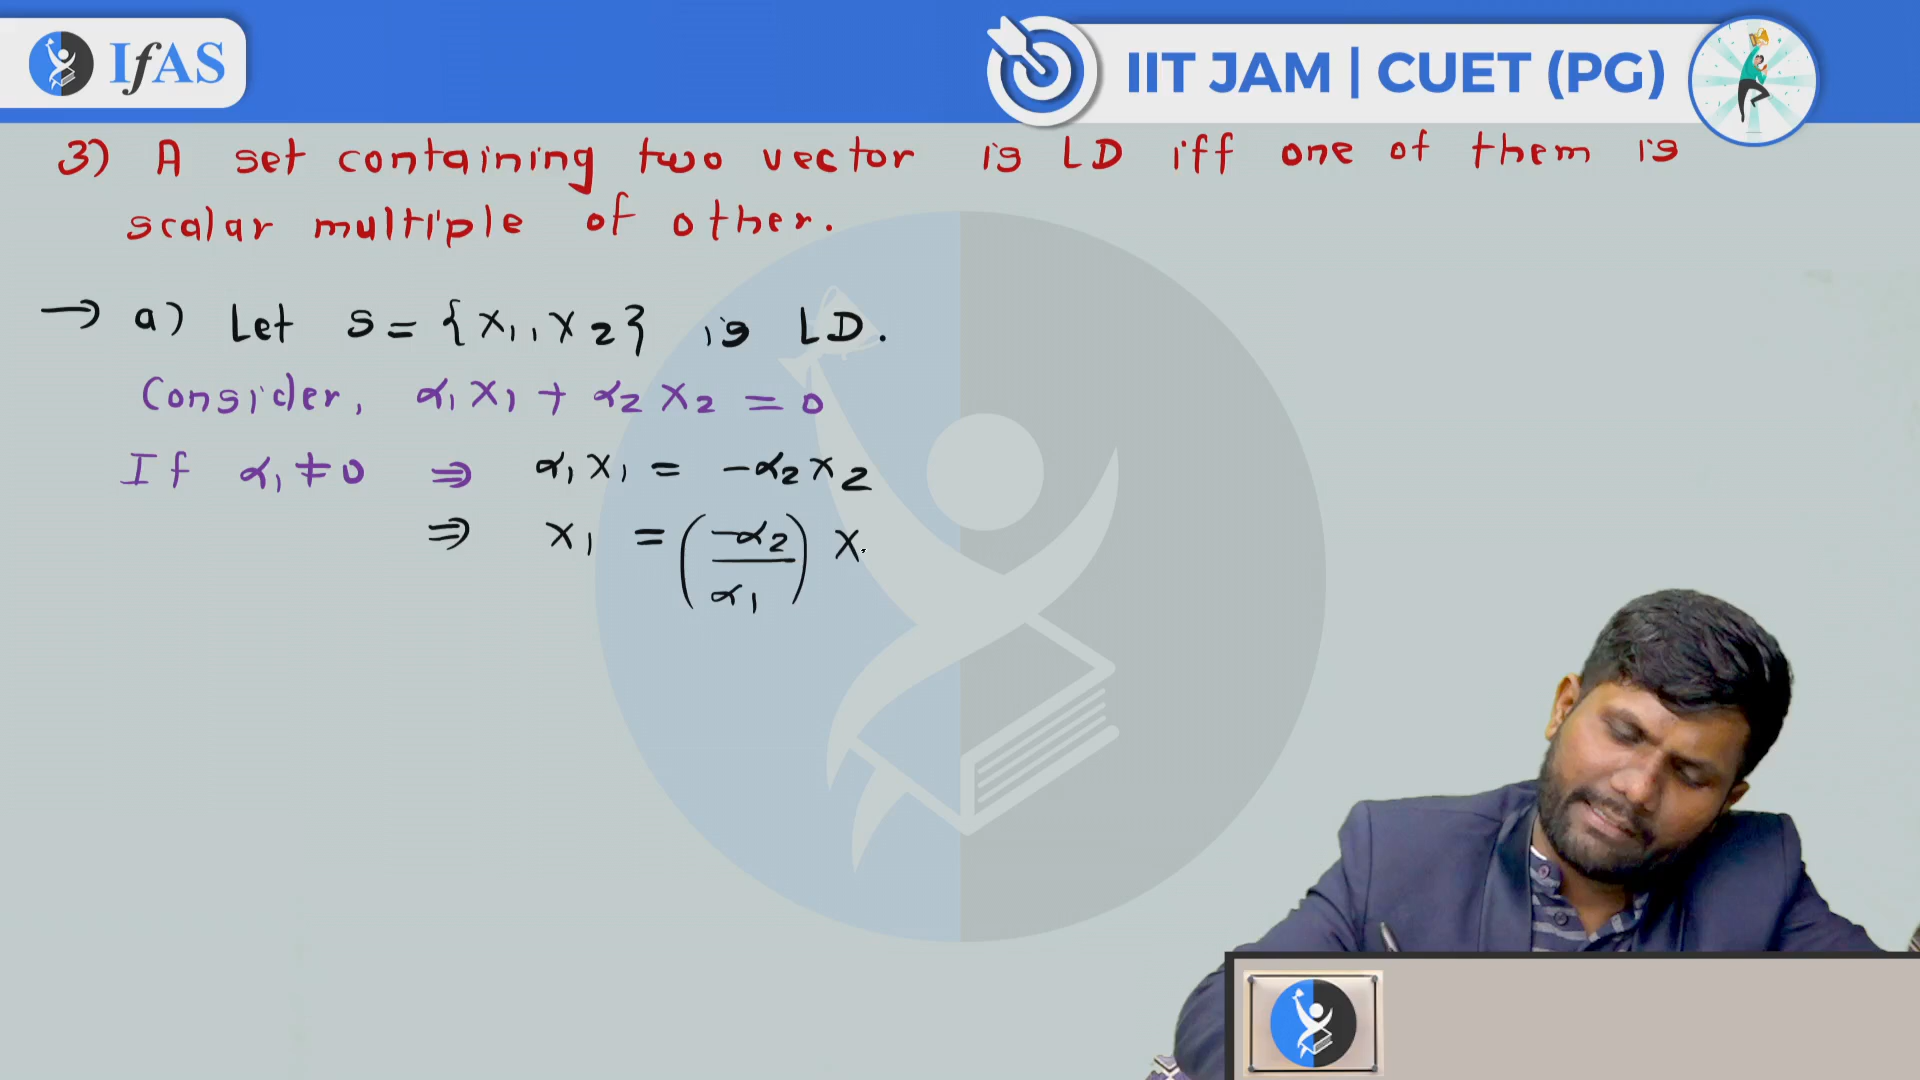 IfAS
IIT JAM | CUET (PG)
3) A set containing two vector is LD iff one of them is
scalar multiple of other.
→ a) Let S = {x₁, x₂} is LD.
Consider, α₁x₁ + α₂x₂ = 0
If α₁ ≠ 0 ⇒ α₁x₁ = -α₂x₂
⇒ x₁ = (-α₂/α₁) x